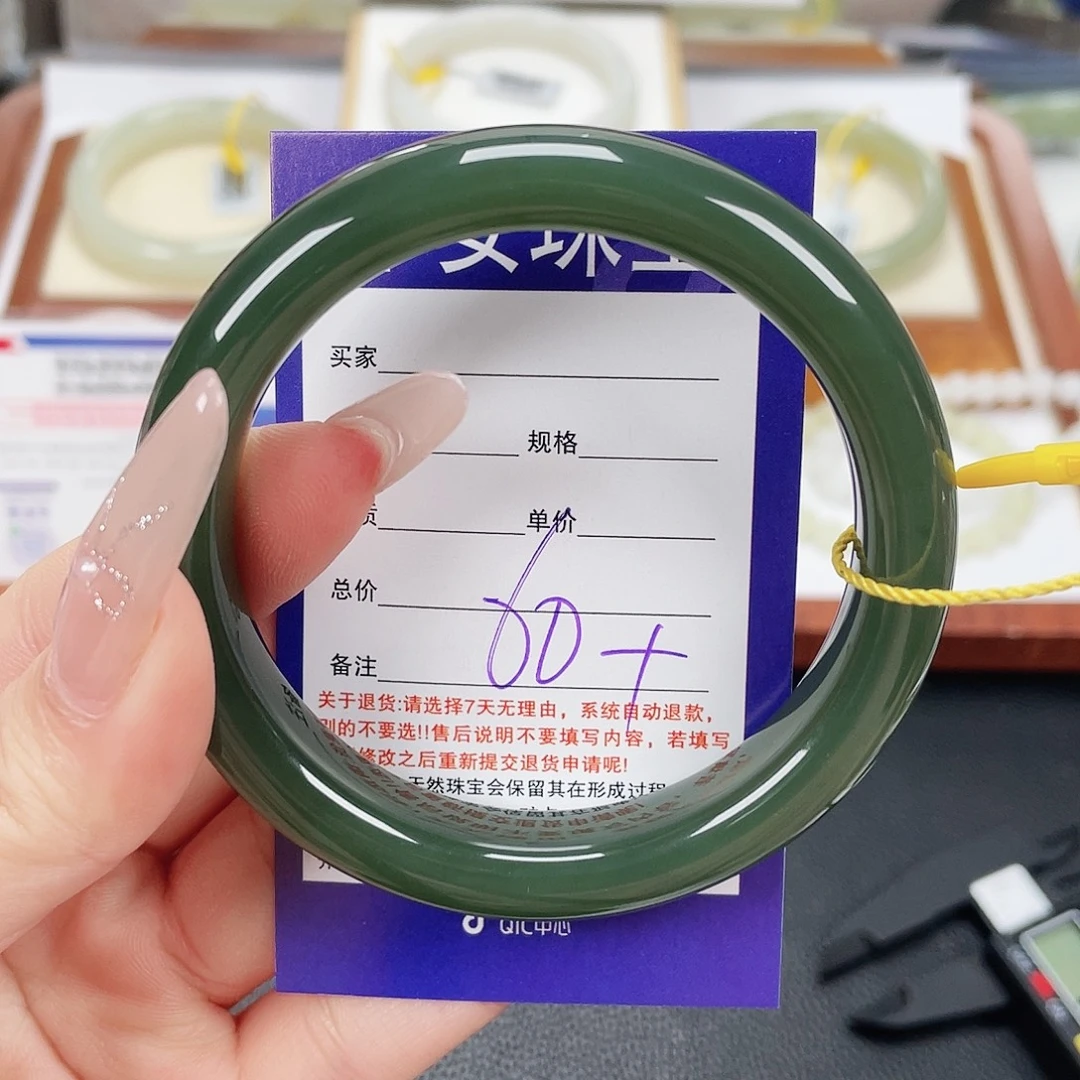 女珠宝
买家
规格
单价
总价
60+
备注
关于退货:请选择7天无理由，系统自动退款，
别的不要选!!售后说明不要填写内容，若填写
修改之后重新提交退货申请呢!
天然珠宝会保留其在形成过程
QIC中心